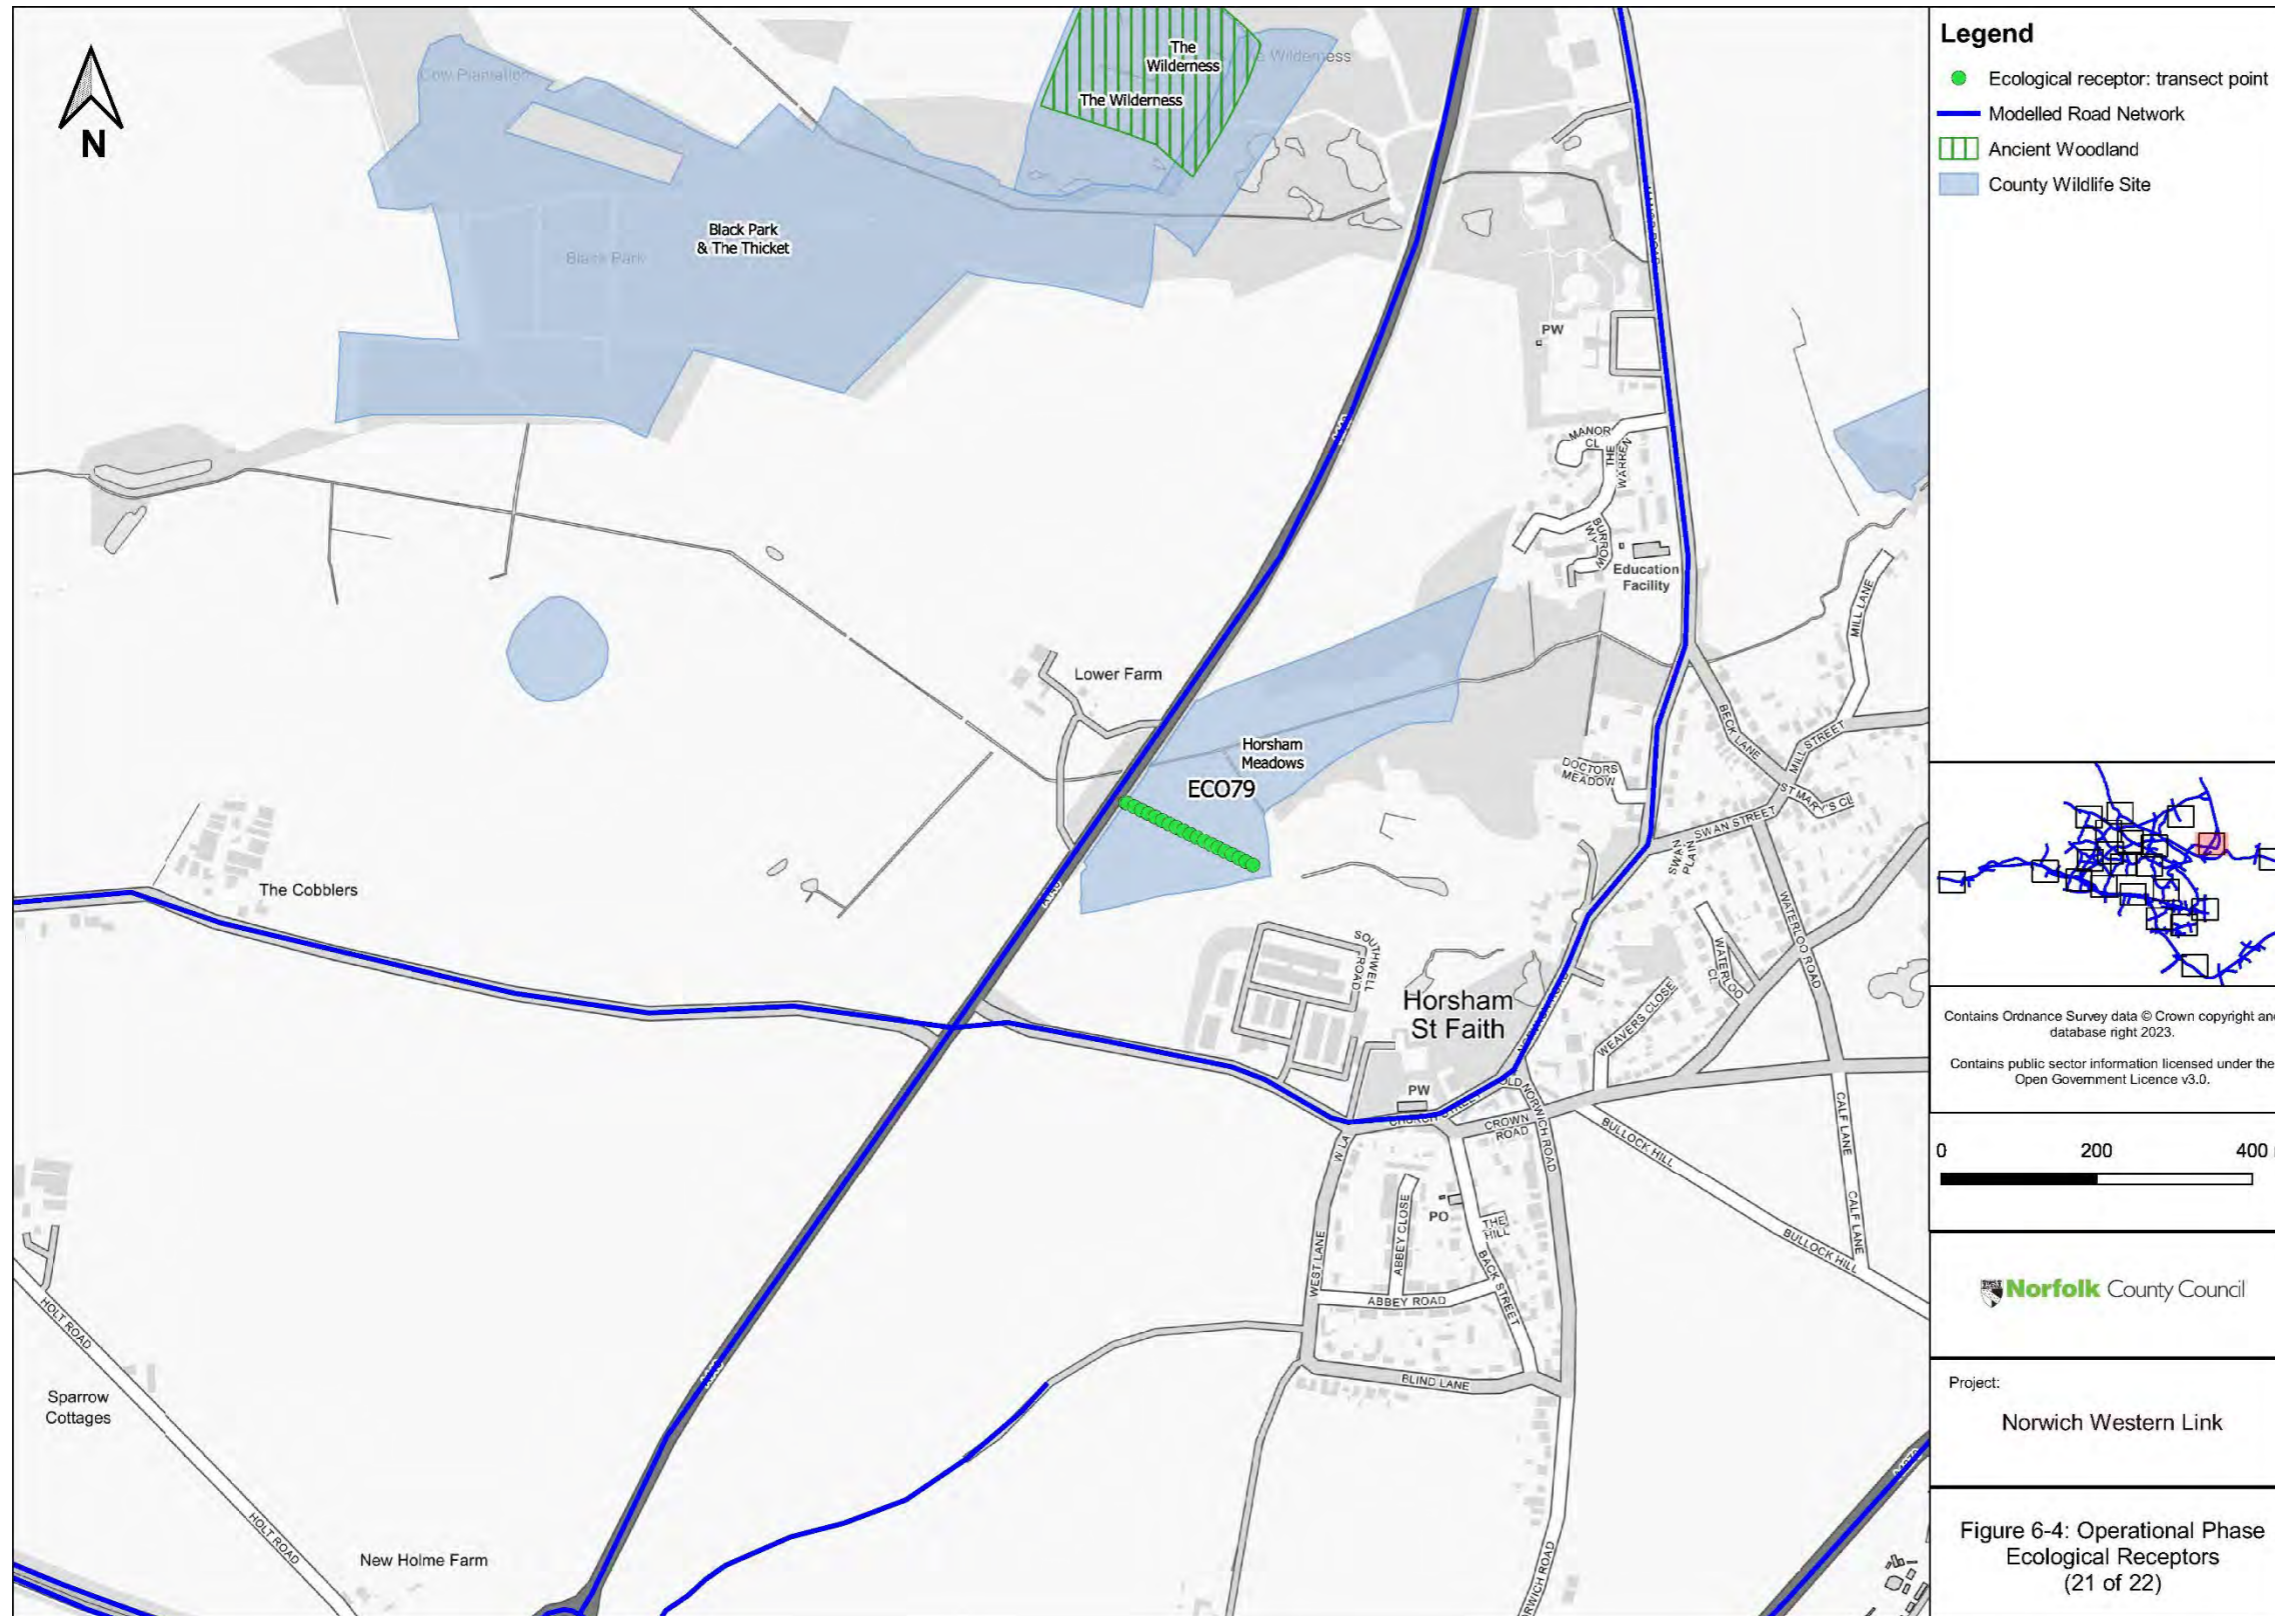 N
Cow Plantation
The
Wilderness
The Wilderness
Wilderness
Black Park
& The Thicket
Black Park
PW
MANOR
CL
THE
WARREN
BURROW
WY
Education
Facility
MILL LANE
Lower Farm
Horsham
Meadows
ECO79
BECK LANE
MILL STREET
DOCTORS
MEADOW
ST MARY'S CL
SWAN STREET
SWAN
PLAIN
The Cobblers
WATERLOO ROAD
WATERLOO
CL
SOUTHWELL
ROAD
Horsham
St Faith
WEAVERS CLOSE
PW
CHURCH STREET
OLD NORWICH ROAD
CROWN
ROAD
W LA
BULLOCK HILL
CALF LANE
CALF LANE
BULLOCK HILL
WEST LANE
ABBEY CLOSE
PO
THE
HILL
BACK STREET
ABBEY ROAD
BLIND LANE
HOLT ROAD
Sparrow
Cottages
HOLT ROAD
New Holme Farm
RWICH ROAD
Legend
Ecological receptor: transect point
Modelled Road Network
Ancient Woodland
County Wildlife Site
Contains Ordnance Survey data © Crown copyright and
database right 2023.
Contains public sector information licensed under the
Open Government Licence v3.0.
0 200 400
Norfolk County Council
Project:
Norwich Western Link
Figure 6-4: Operational Phase
Ecological Receptors
(21 of 22)